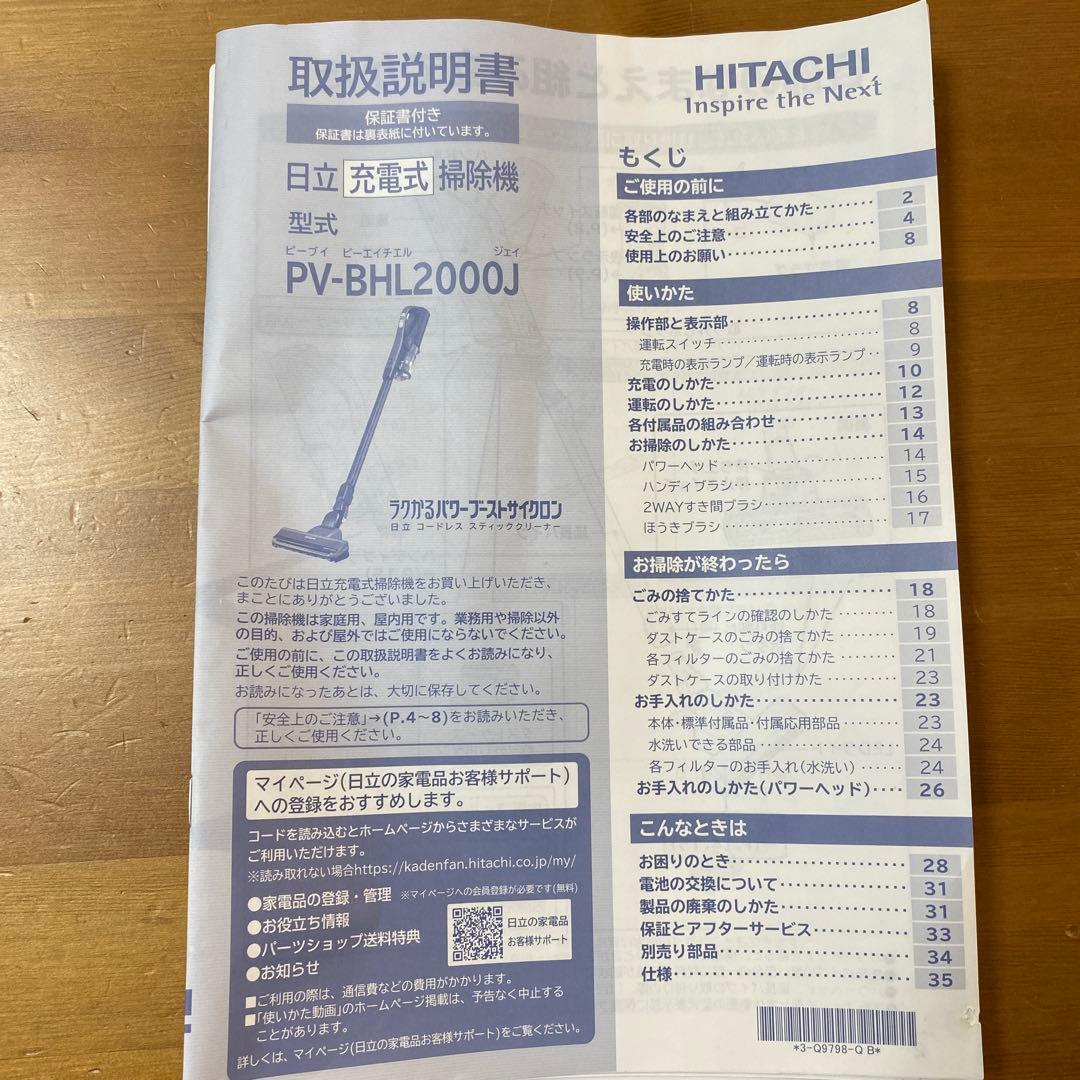 取扱説明書
保証書付き
保証書は裏表紙に付いています。
日立 充電式 掃除機
型式
ピーブイ ビーエイチエル ジェイ
PV-BHL2000J
ラクかるパワーブーストサイクロン
日立 コードレス スティッククリーナー
このたびは日立充電式掃除機をお買い上げいただき、
まことにありがとうございました。
この掃除機は家庭用、屋内用です。業務用や掃除以外
の目的、および屋外ではご使用にならないでください。
ご使用の前に、この取扱説明書をよくお読みになり、
正しくご使用ください。
お読みになったあとは、大切に保存してください。
「安全上のご注意」→(P.4〜8)をお読みいただき、
正しくご使用ください。
マイページ(日立の家電品お客様サポート)
への登録をおすすめします。
コードを読み込むとホームページからさまざまなサービスが
ご利用いただけます。
※読み取れない場合https://kadenfan.hitachi.co.jp/my/
●家電品の登録・管理 ※マイページへの会員登録が必要です(無料)
●お役立ち情報
●パーツショップ送料特典
●お知らせ
日立の家電品
お客様サポート
■ご利用の際は、通信費などの費用がかかります。
■「使いかた動画」のホームページ掲載は、予告なく中止する
ことがあります。
詳しくは、マイページ(日立の家電品お客様サポート)をご覧ください。
HITACHI
Inspire the Next
もくじ
ご使用の前に
各部のなまえと組み立てかた‥‥‥‥ 2
安全上のご注意‥‥‥‥‥‥‥‥ 4
使用上のお願い‥‥‥‥‥‥‥‥ 8
使いかた
操作部と表示部‥‥‥‥‥‥‥‥ 8
運転スイッチ‥‥‥‥‥‥‥‥ 8
充電時の表示ランプ/運転時の表示ランプ‥ 9
充電のしかた‥‥‥‥‥‥‥‥ 10
運転のしかた‥‥‥‥‥‥‥‥ 12
各付属品の組み合わせ‥‥‥‥‥ 13
お掃除のしかた‥‥‥‥‥‥‥‥ 14
パワーヘッド‥‥‥‥‥‥‥‥ 14
ハンディブラシ‥‥‥‥‥‥‥‥ 15
2WAYすき間ブラシ‥‥‥‥‥‥ 16
ほうきブラシ‥‥‥‥‥‥‥‥ 17
お掃除が終わったら
ごみの捨てかた‥‥‥‥‥‥‥‥ 18
ごみすてラインの確認のしかた‥‥‥ 18
ダストケースのごみの捨てかた‥‥‥ 19
各フィルターのごみの捨てかた‥‥‥ 21
ダストケースの取り付けかた‥‥‥‥ 23
お手入れのしかた‥‥‥‥‥‥‥ 23
本体・標準付属品・付属応用部品‥‥‥ 23
水洗いできる部品‥‥‥‥‥‥‥ 24
各フィルターのお手入れ(水洗い)‥‥ 24
お手入れのしかた(パワーヘッド)‥‥ 26
こんなときは
お困りのとき‥‥‥‥‥‥‥‥ 28
電池の交換について‥‥‥‥‥‥ 31
製品の廃棄のしかた‥‥‥‥‥‥ 31
保証とアフターサービス‥‥‥‥‥ 33
別売り部品‥‥‥‥‥‥‥‥‥ 34
仕様‥‥‥‥‥‥‥‥‥‥‥ 35
*3-Q9798-Q B*